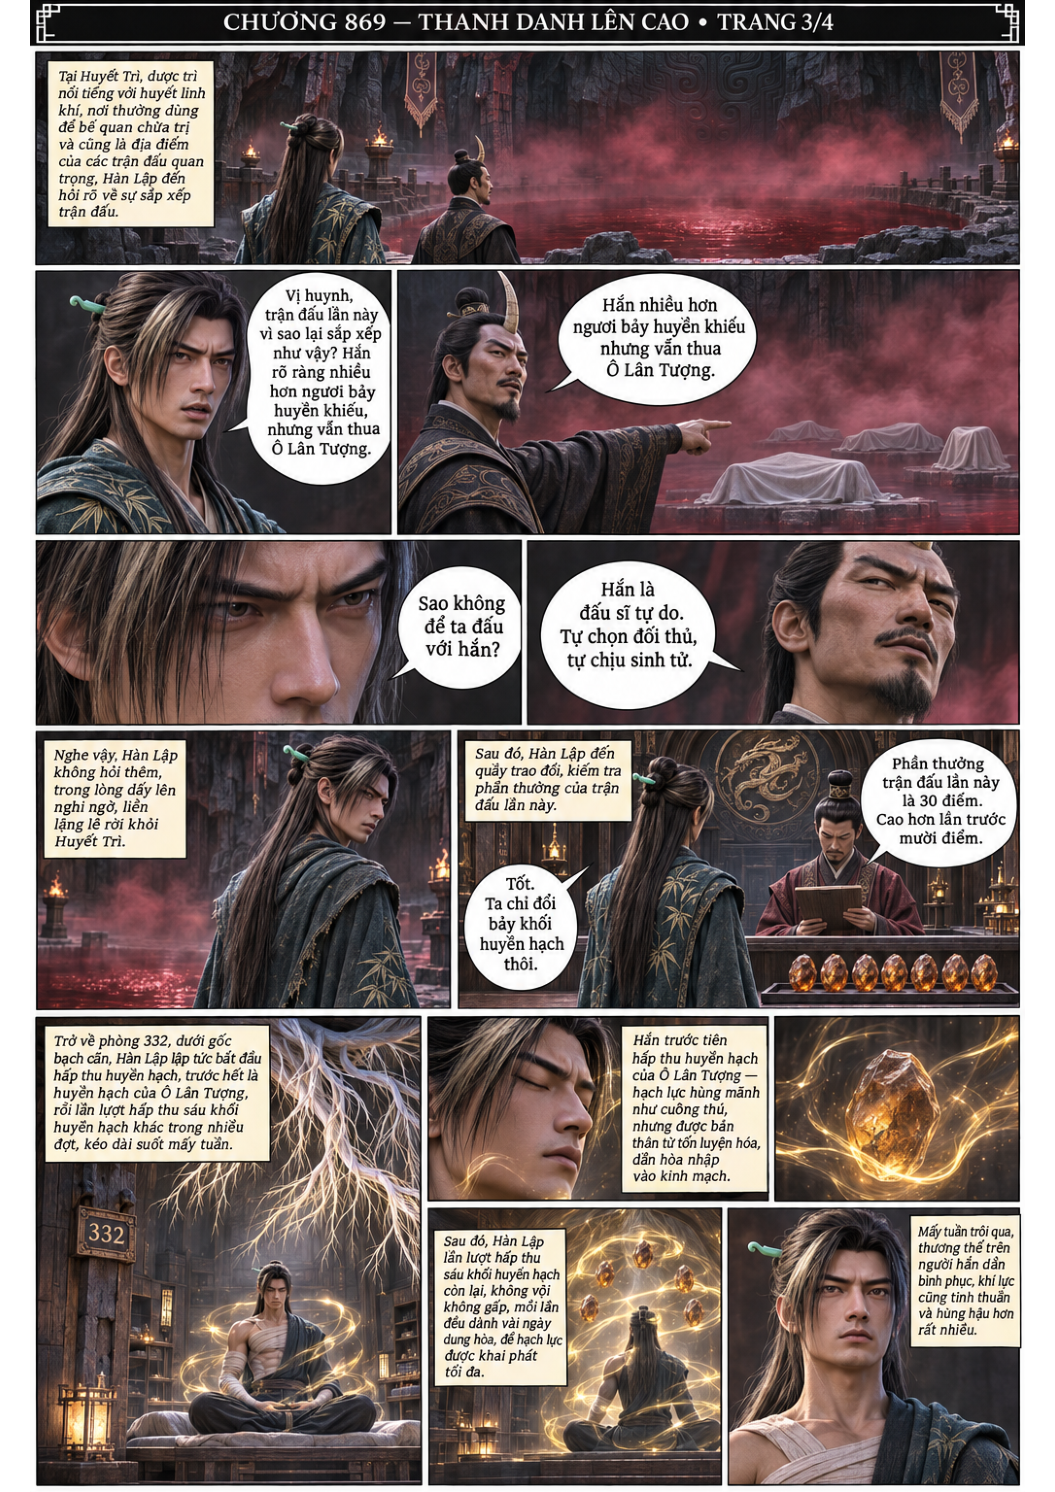 CHƯƠNG 869 — THANH DANH LÊN CAO • TRANG 3/4
Tại Huyết Trì, dược trì
nổi tiếng với huyết linh
khí, nơi thường dùng
để bế quan chữa trị
và cũng là địa điểm
của các trận đấu quan
trọng, Hàn Lập đến
hỏi rõ về sự sắp xếp
trận đấu.
Vị huynh,
trận đấu lần này
vì sao lại sắp xếp
như vậy? Hắn
rõ ràng nhiều
hơn ngươi bảy
huyền khiếu,
nhưng vẫn thua
Ô Lân Tượng.
Hắn nhiều hơn
ngươi bảy huyền khiếu
nhưng vẫn thua
Ô Lân Tượng.
Sao không
để ta đấu
với hắn?
Hắn là
đấu sĩ tự do.
Tự chọn đối thủ,
tự chịu sinh tử.
Nghe vậy, Hàn Lập
không hỏi thêm,
trong lòng dấy lên
nghi ngờ, liền
lặng lẽ rời khỏi
Huyết Trì.
Sau đó, Hàn Lập đến
quầy trao đổi, kiểm tra
phần thưởng của trận
đấu lần này.
Phần thưởng
trận đấu lần này
là 30 điểm.
Cao hơn lần trước
mười điểm.
Tốt.
Ta chỉ đổi
bảy khối
huyền hạch
thôi.
Trở về phòng 332, dưới gốc
bạch căn, Hàn Lập lập tức bắt đầu
hấp thu huyền hạch, trước hết là
huyền hạch của Ô Lân Tượng,
rồi lần lượt hấp thu sáu khối
huyền hạch khác trong nhiều
đợt, kéo dài suốt mấy tuần.
332
Hắn trước tiên
hấp thu huyền hạch
của Ô Lân Tượng —
hạch lực hùng mãnh
như cuồng thú,
nhưng được bản
thân từ tốn luyện hóa,
dần hòa nhập
vào kinh mạch.
Sau đó, Hàn Lập
lần lượt hấp thu
sáu khối huyền hạch
còn lại, không vội
không gấp, mỗi lần
đều dành vài ngày
dung hòa, để hạch lực
được khai phát
tối đa.
Mấy tuần trôi qua,
thương thế trên
người hắn dần
bình phục, khí lực
cũng tinh thuần
và hùng hậu hơn
rất nhiều.